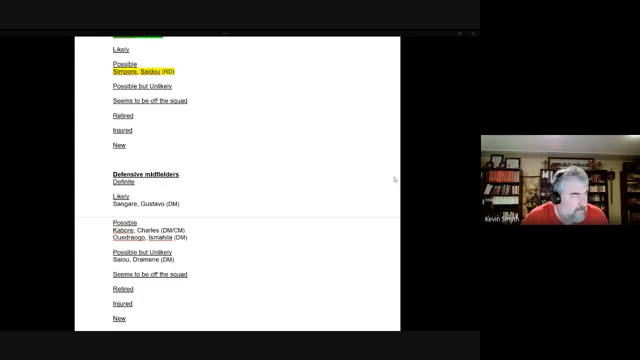 Likely
Possible
Simpore, Saidou (RD)
Possible but Unlikely
Seems to be off the squad
Retired
Injured
New
Defensive midfielders
Definite
Likely
Sangare, Gustavo (DM)
Possible
Kabore, Charles (DM/CM)
Ouedraogo, Ismahila (DM)
Possible but Unlikely
Salou, Dramane (DM)
Seems to be off the squad
Retired
Injured
New
Kevin Smyth